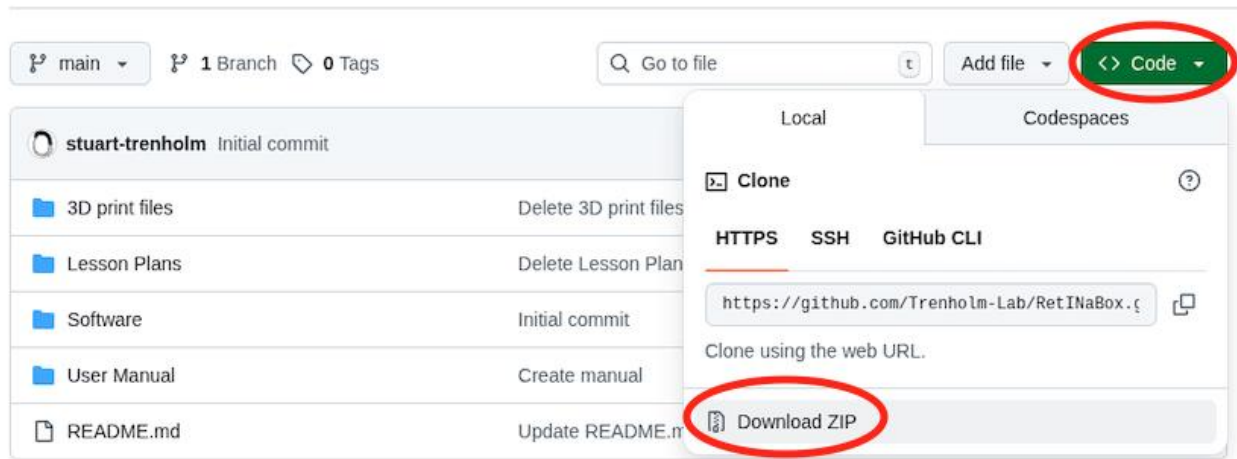 main 1 Branch 0 Tags Go to file t Add file <> Code
Local Codespaces
stuart-trenholm Initial commit
Clone
3D print files Delete 3D print files
HTTPS SSH GitHub CLI
Lesson Plans Delete Lesson Plan
https://github.com/Trenholm-Lab/RetINaBox.g
Software Initial commit
Clone using the web URL.
User Manual Create manual
Download ZIP
README.md Update README.m